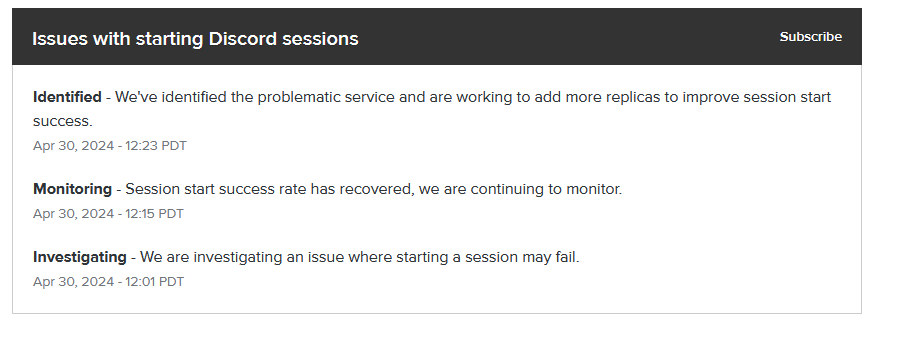 Issues with starting Discord sessions
Subscribe
Identified - We've identified the problematic service and are working to add more replicas to improve session start
success.
Apr 30, 2024 - 12:23 PDT
Monitoring - Session start success rate has recovered, we are continuing to monitor.
Apr 30, 2024 - 12:15 PDT
Investigating - We are investigating an issue where starting a session may fail.
Apr 30, 2024 - 12:01 PDT